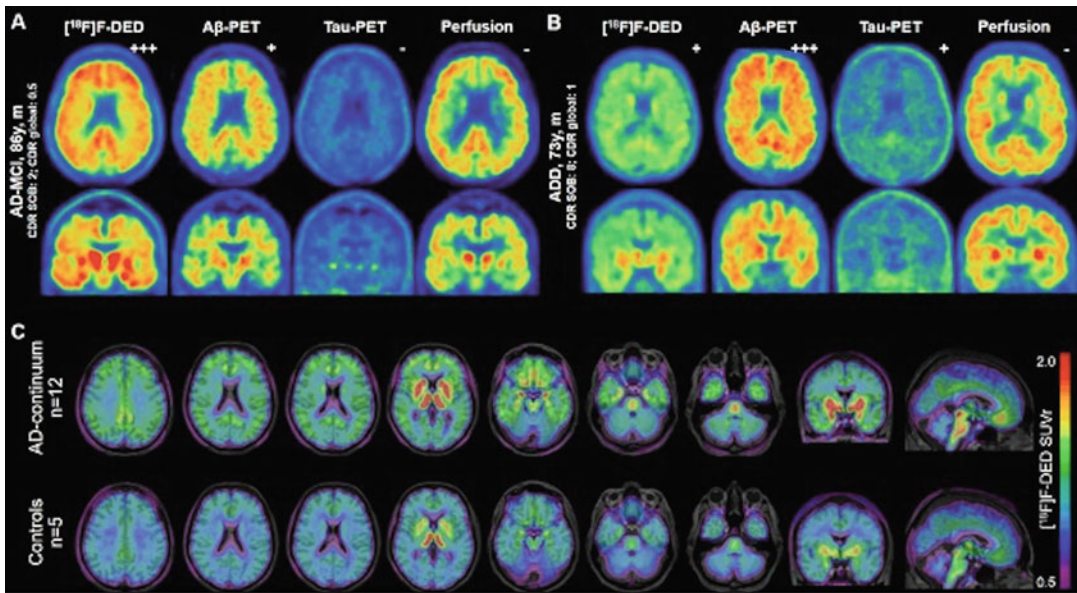 A
[¹⁸F]F-DED
Aβ-PET
Tau-PET
Perfusion
+++
+
-
-
AD-MCI, 86y, m
CDR SOB: 2; CDR global: 0.5
B
[¹⁸F]F-DED
Aβ-PET
Tau-PET
Perfusion
+
+++
+
-
ADD, 73y, m
CDR SOB: 8; CDR global: 1
C
AD-continuum
n=12
Controls
n=5
2.0
[¹⁸F]F-DED SUVr
0.5